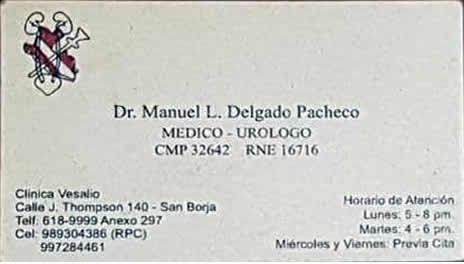 Dr. Manuel L. Delgado Pacheco
MEDICO - UROLOGO
CMP 32642 RNE 16716
Clínica Vesalio
Calle J. Thompson 140 - San Borja
Telf: 618-9999 Anexo 297
Cel: 989304386 (RPC)
997284461
Horario de Atención
Lunes: 5 - 8 pm.
Martes: 4 - 6 pm.
Miércoles y Viernes: Previa Cita